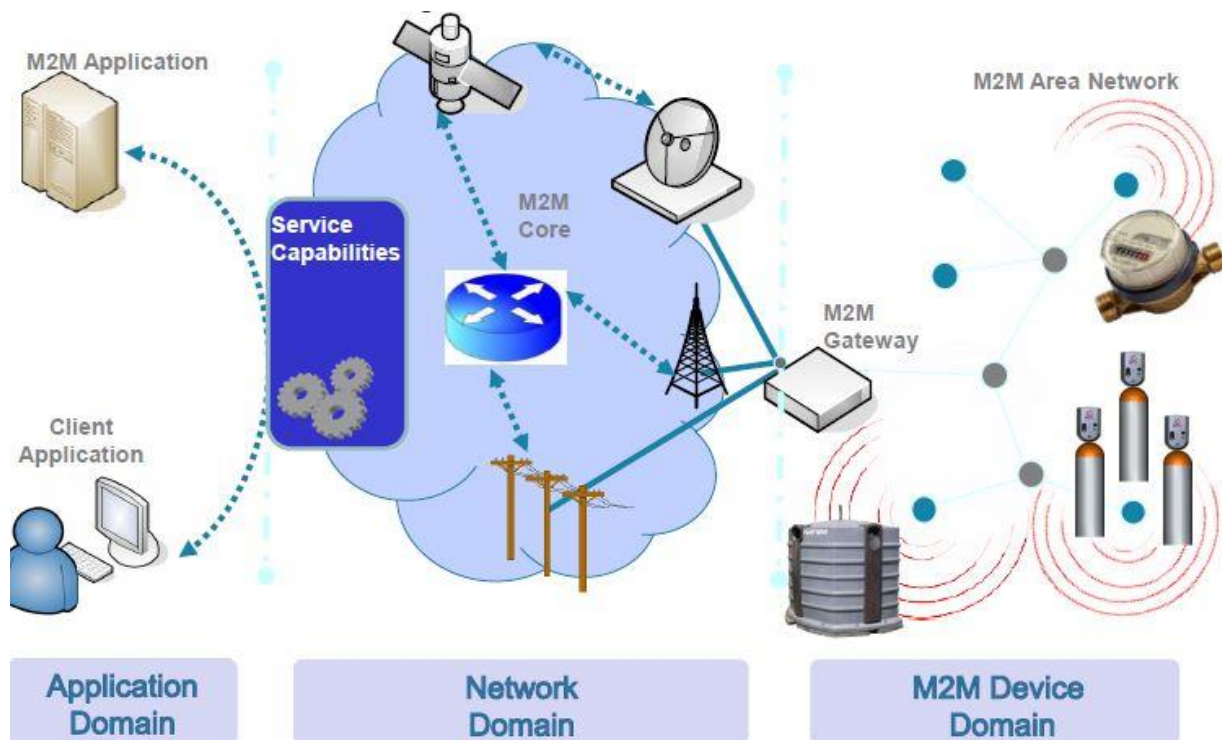 M2M Application
M2M Area Network
Service
Capabilities
M2M
Core
M2M
Gateway
Client
Application
Application
Domain
Network
Domain
M2M Device
Domain